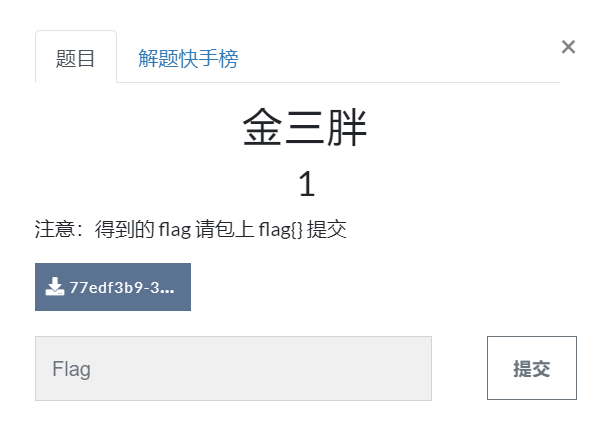 题目 解题快手榜 ×
金三胖
1
注意：得到的 flag 请包上 flag{} 提交
77edf3b9-3...
Flag 提交